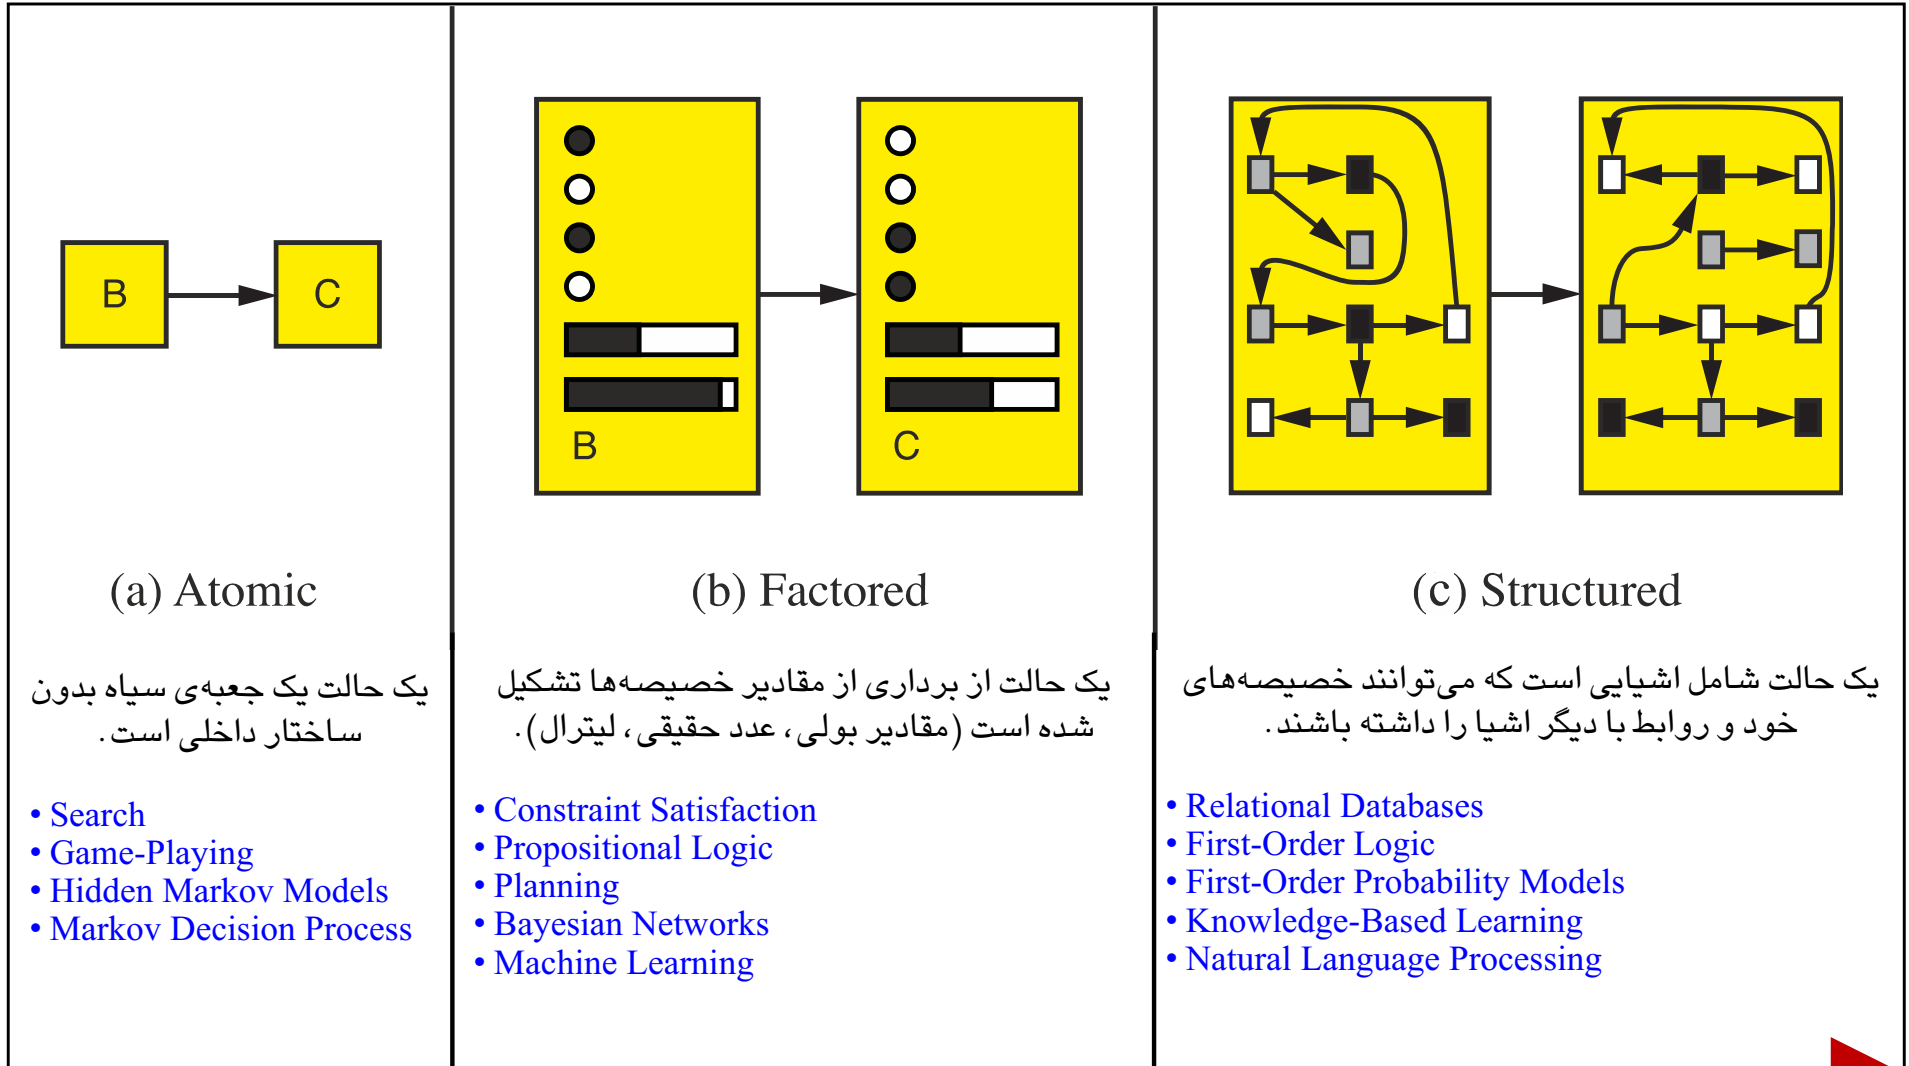 B
C
(a) Atomic
یک حالت یک جعبه‌ی سیاه بدون
ساختار داخلی است.
• Search
• Game-Playing
• Hidden Markov Models
• Markov Decision Process
B
C
(b) Factored
یک حالت از برداری از مقادیر خصیصه‌ها تشکیل
شده است (مقادیر بولی، عدد حقیقی، لیترال).
• Constraint Satisfaction
• Propositional Logic
• Planning
• Bayesian Networks
• Machine Learning
(c) Structured
یک حالت شامل اشیایی است که می‌توانند خصیصه‌های
خود و روابط با دیگر اشیا را داشته باشند.
• Relational Databases
• First-Order Logic
• First-Order Probability Models
• Knowledge-Based Learning
• Natural Language Processing